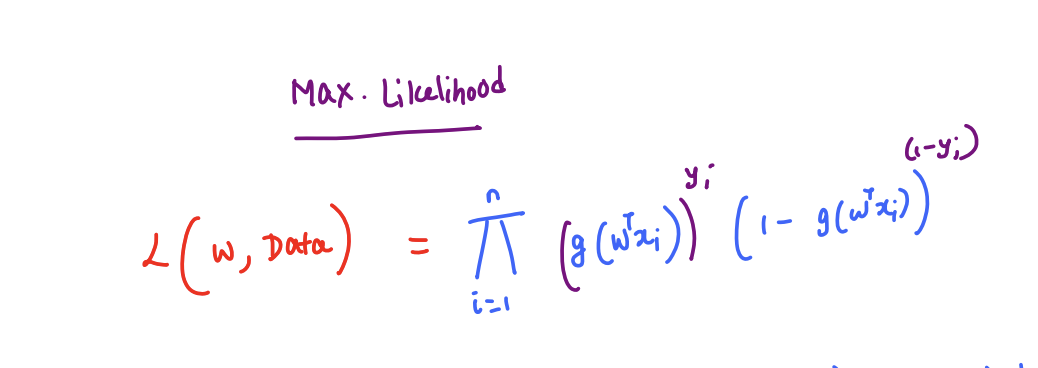 Max. Likelihood
L(w, Data) = ∏_{i=1}^{n} (g(wᵀxᵢ))^{yᵢ} (1 - g(wᵀxᵢ))^{(1-yᵢ)}